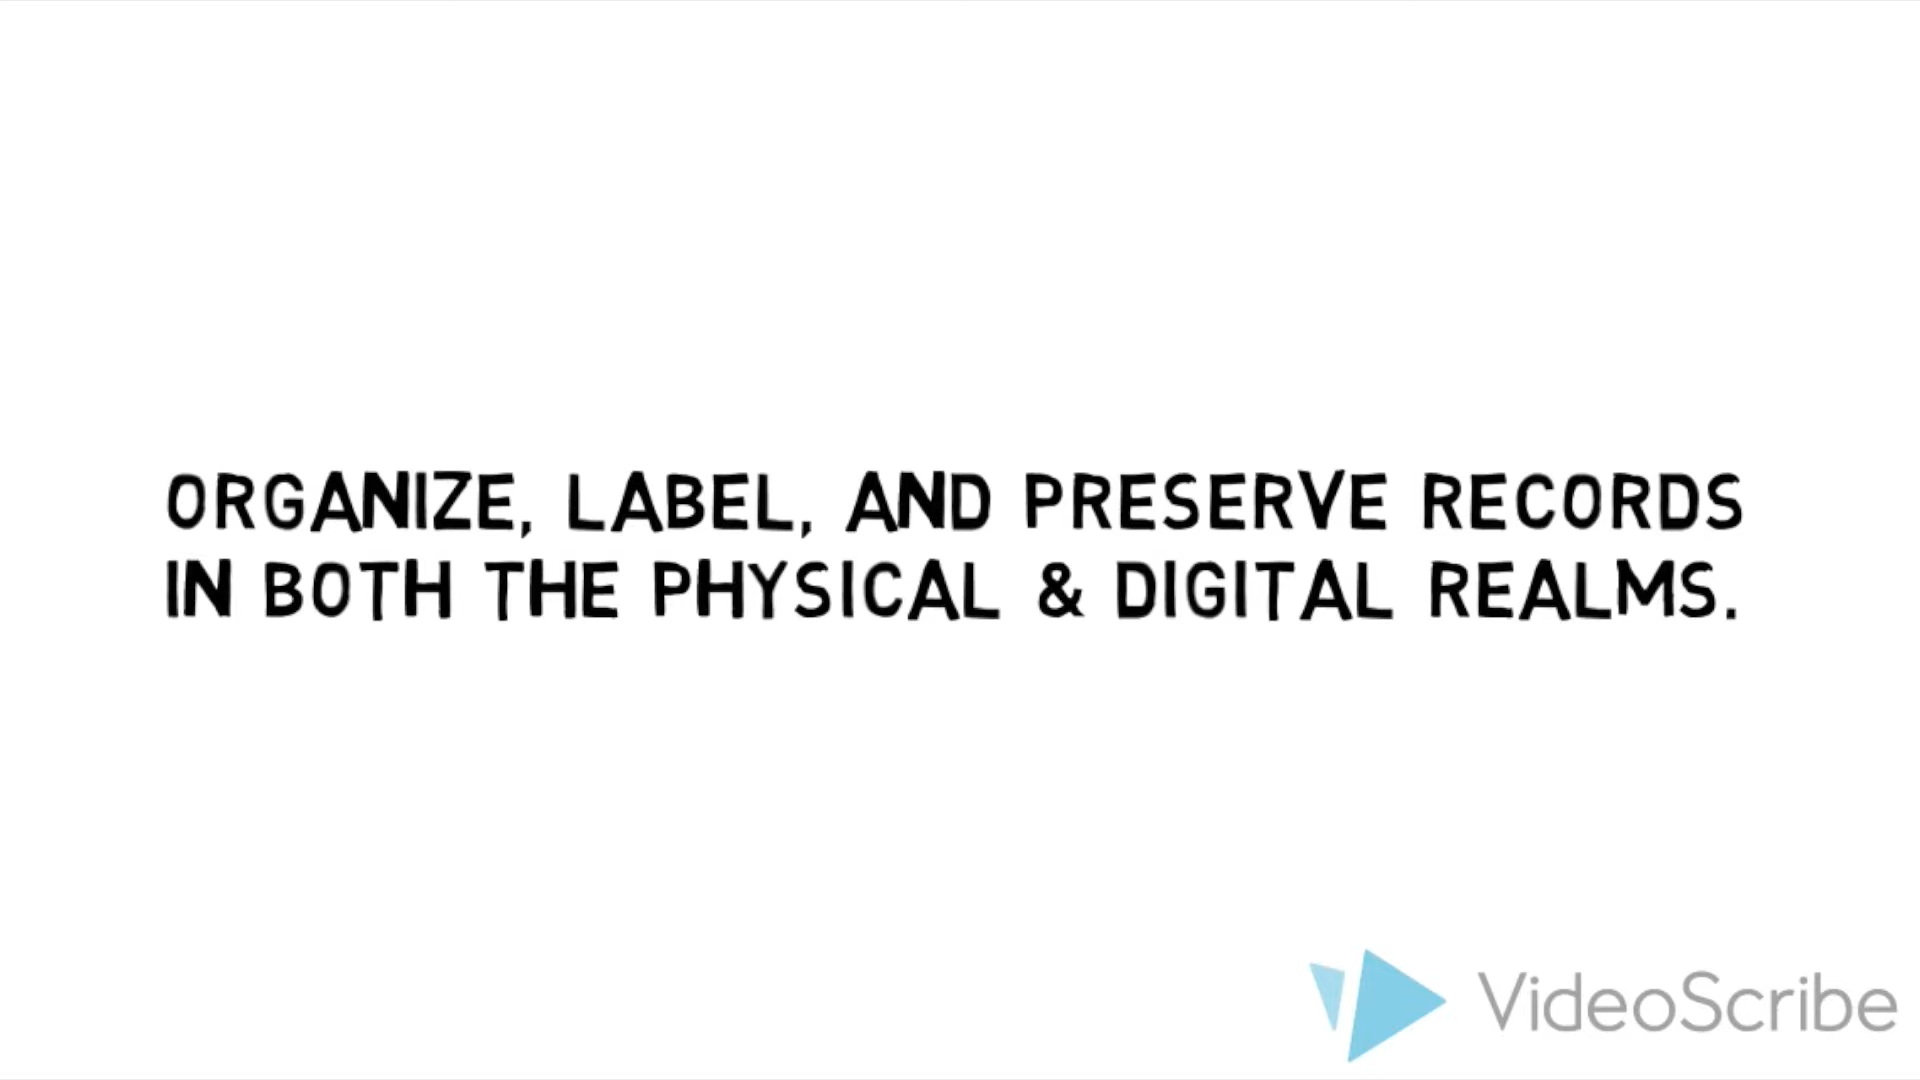 ORGANIZE, LABEL, AND PRESERVE RECORDS
IN BOTH THE PHYSICAL & DIGITAL REALMS.
VideoScribe